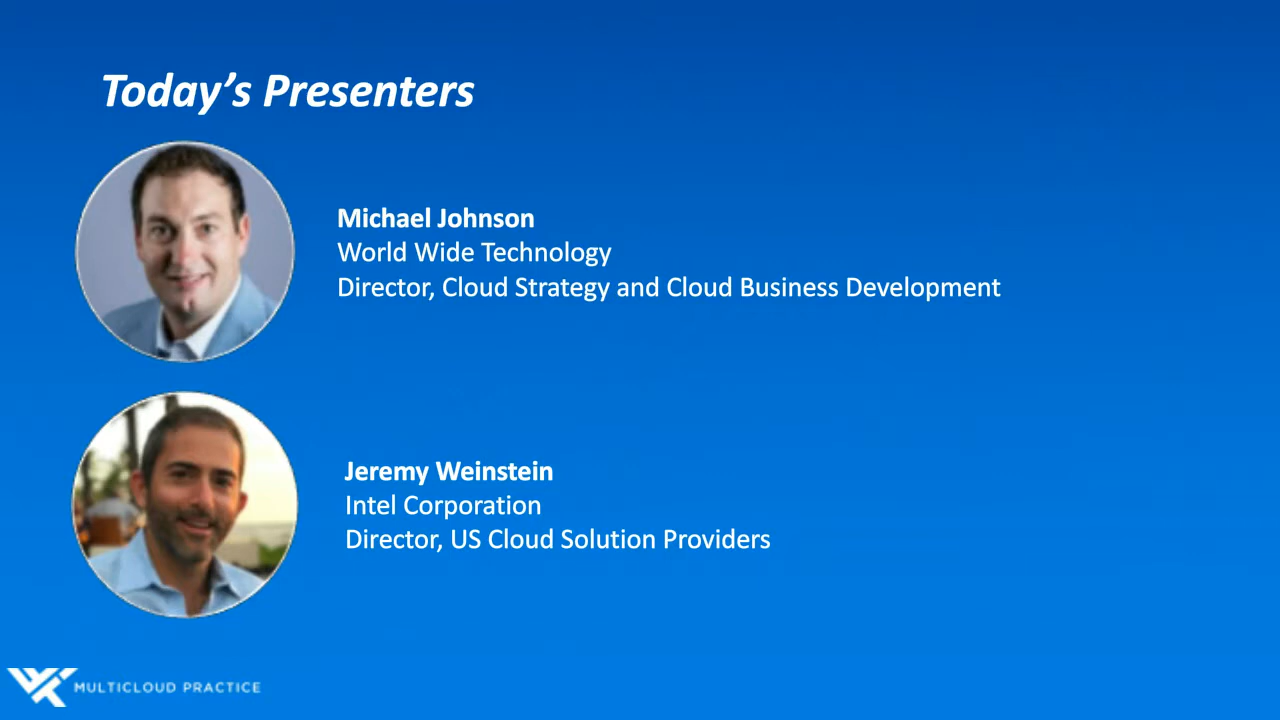 Today's Presenters
Michael Johnson
World Wide Technology
Director, Cloud Strategy and Cloud Business Development
Jeremy Weinstein
Intel Corporation
Director, US Cloud Solution Providers
MULTICLOUD PRACTICE